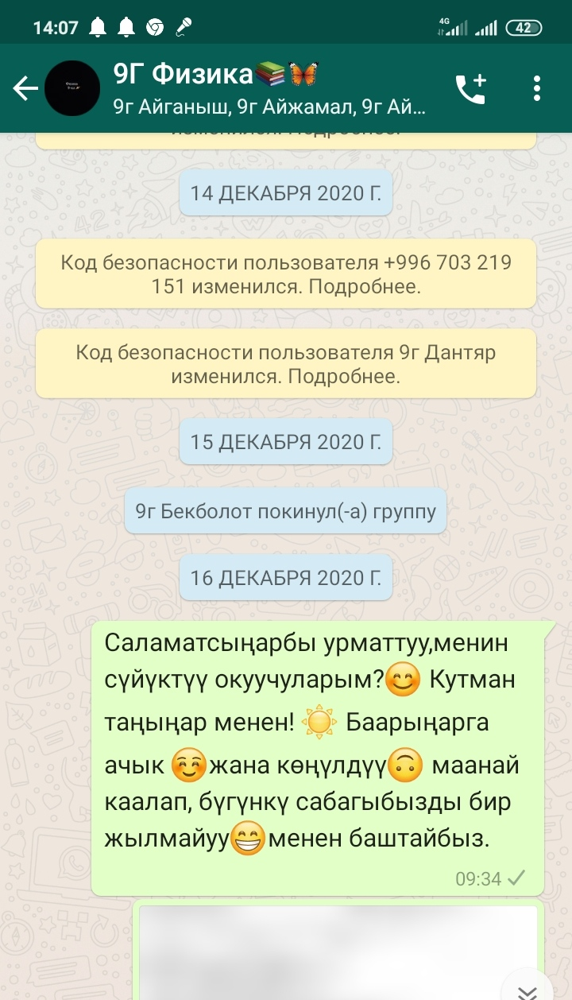 14:07
4G
42
9Г Физика📚🦋
9г Айганыш, 9г Айжамал, 9г Ай...
14 ДЕКАБРЯ 2020 Г.
Код безопасности пользователя +996 703 219
151 изменился. Подробнее.
Код безопасности пользователя 9г Дантяр
изменился. Подробнее.
15 ДЕКАБРЯ 2020 Г.
9г Бекболот покинул(-а) группу
16 ДЕКАБРЯ 2020 Г.
Саламатсыңарбы урматтуу,менин
сүйүктүү окуучуларым?😊 Кутман
таңыңар менен! ☀️ Баарыңарга
ачык ☺️жана көңүлдүү🙃 маанай
каалап, бүгүнкү сабагыбызды бир
жылмайуу😁менен баштайбыз.
09:34